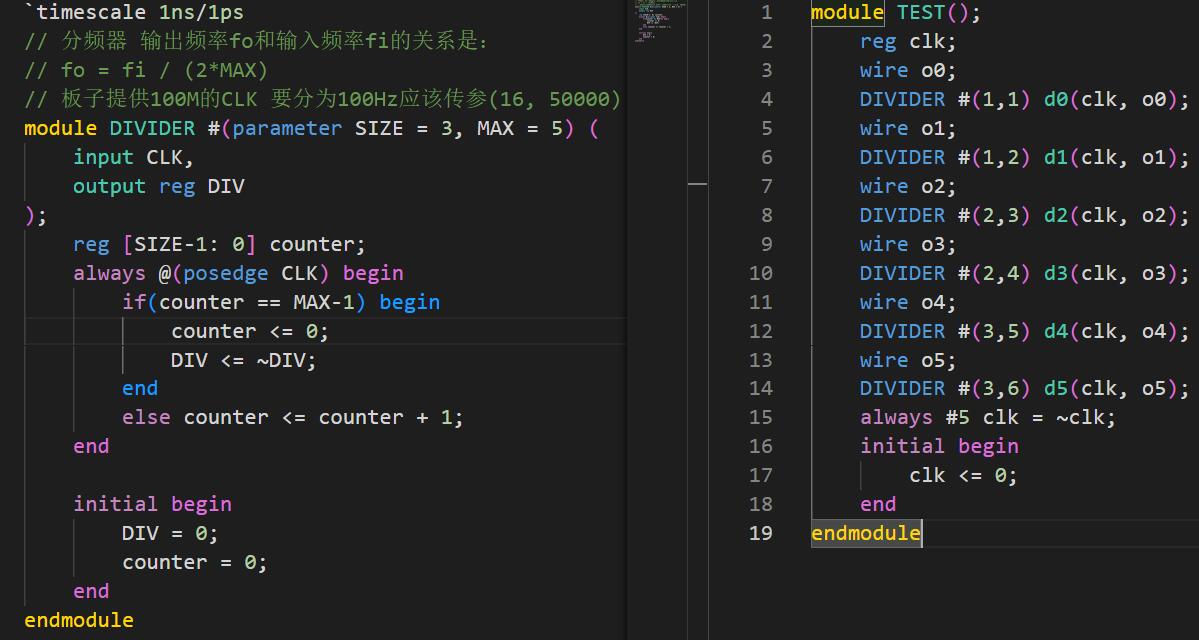 `timescale 1ns/1ps
// 分频器 输出频率fo和输入频率fi的关系是:
// fo = fi / (2*MAX)
// 板子提供100M的CLK 要分为100Hz应该传参(16, 50000)
module DIVIDER #(parameter SIZE = 3, MAX = 5) (
    input CLK,
    output reg DIV
);
    reg [SIZE-1: 0] counter;
    always @(posedge CLK) begin
        if(counter == MAX-1) begin
            counter <= 0;
            DIV <= ~DIV;
        end
        else counter <= counter + 1;
    end
    initial begin
        DIV = 0;
        counter = 0;
    end
endmodule
1 module TEST();
2     reg clk;
3     wire o0;
4     DIVIDER #(1,1) d0(clk, o0);
5     wire o1;
6     DIVIDER #(1,2) d1(clk, o1);
7     wire o2;
8     DIVIDER #(2,3) d2(clk, o2);
9     wire o3;
10     DIVIDER #(2,4) d3(clk, o3);
11     wire o4;
12     DIVIDER #(3,5) d4(clk, o4);
13     wire o5;
14     DIVIDER #(3,6) d5(clk, o5);
15     always #5 clk = ~clk;
16     initial begin
17         clk <= 0;
18     end
19 endmodule